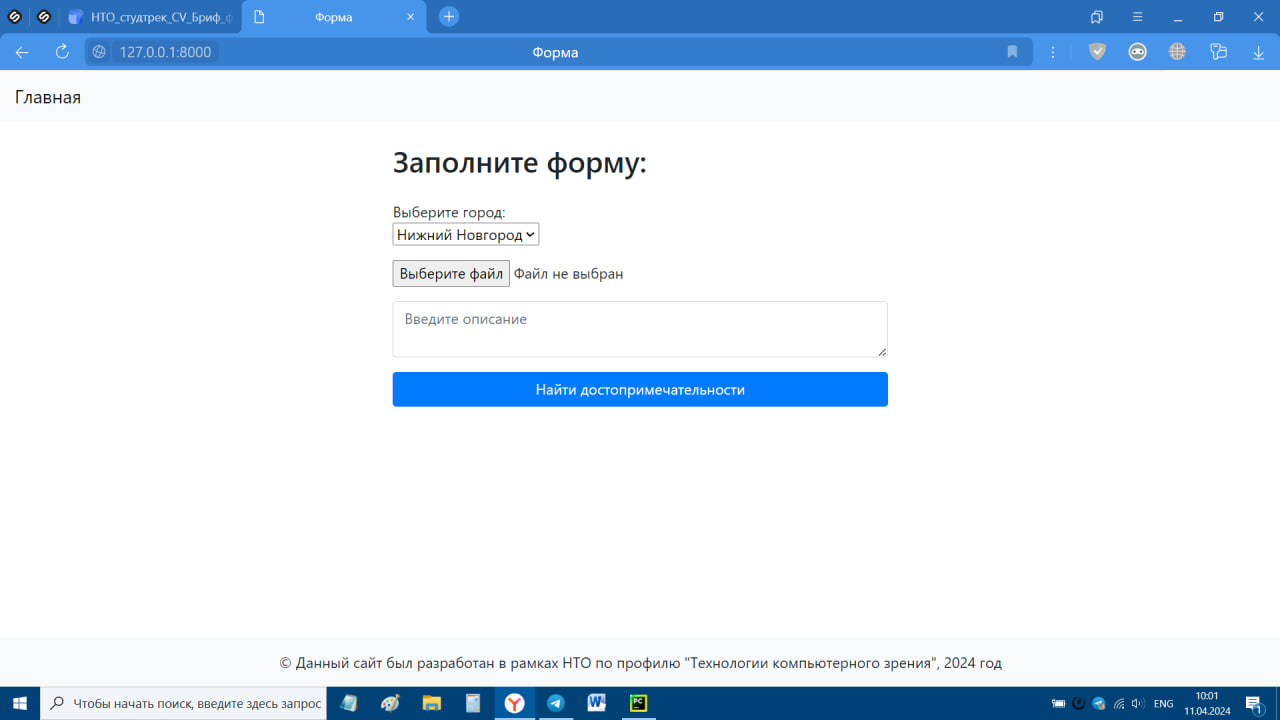 НТО_студтрек_CV_Бриф_ф
Форма
127.0.0.1:8000
Форма
Главная
Заполните форму:
Выберите город:
Нижний Новгород
Выберите файл Файл не выбран
Введите описание
Найти достопримечательности
© Данный сайт был разработан в рамках НТО по профилю "Технологии компьютерного зрения", 2024 год
Чтобы начать поиск, введите здесь запрос
ENG
10:01
11.04.2024
1